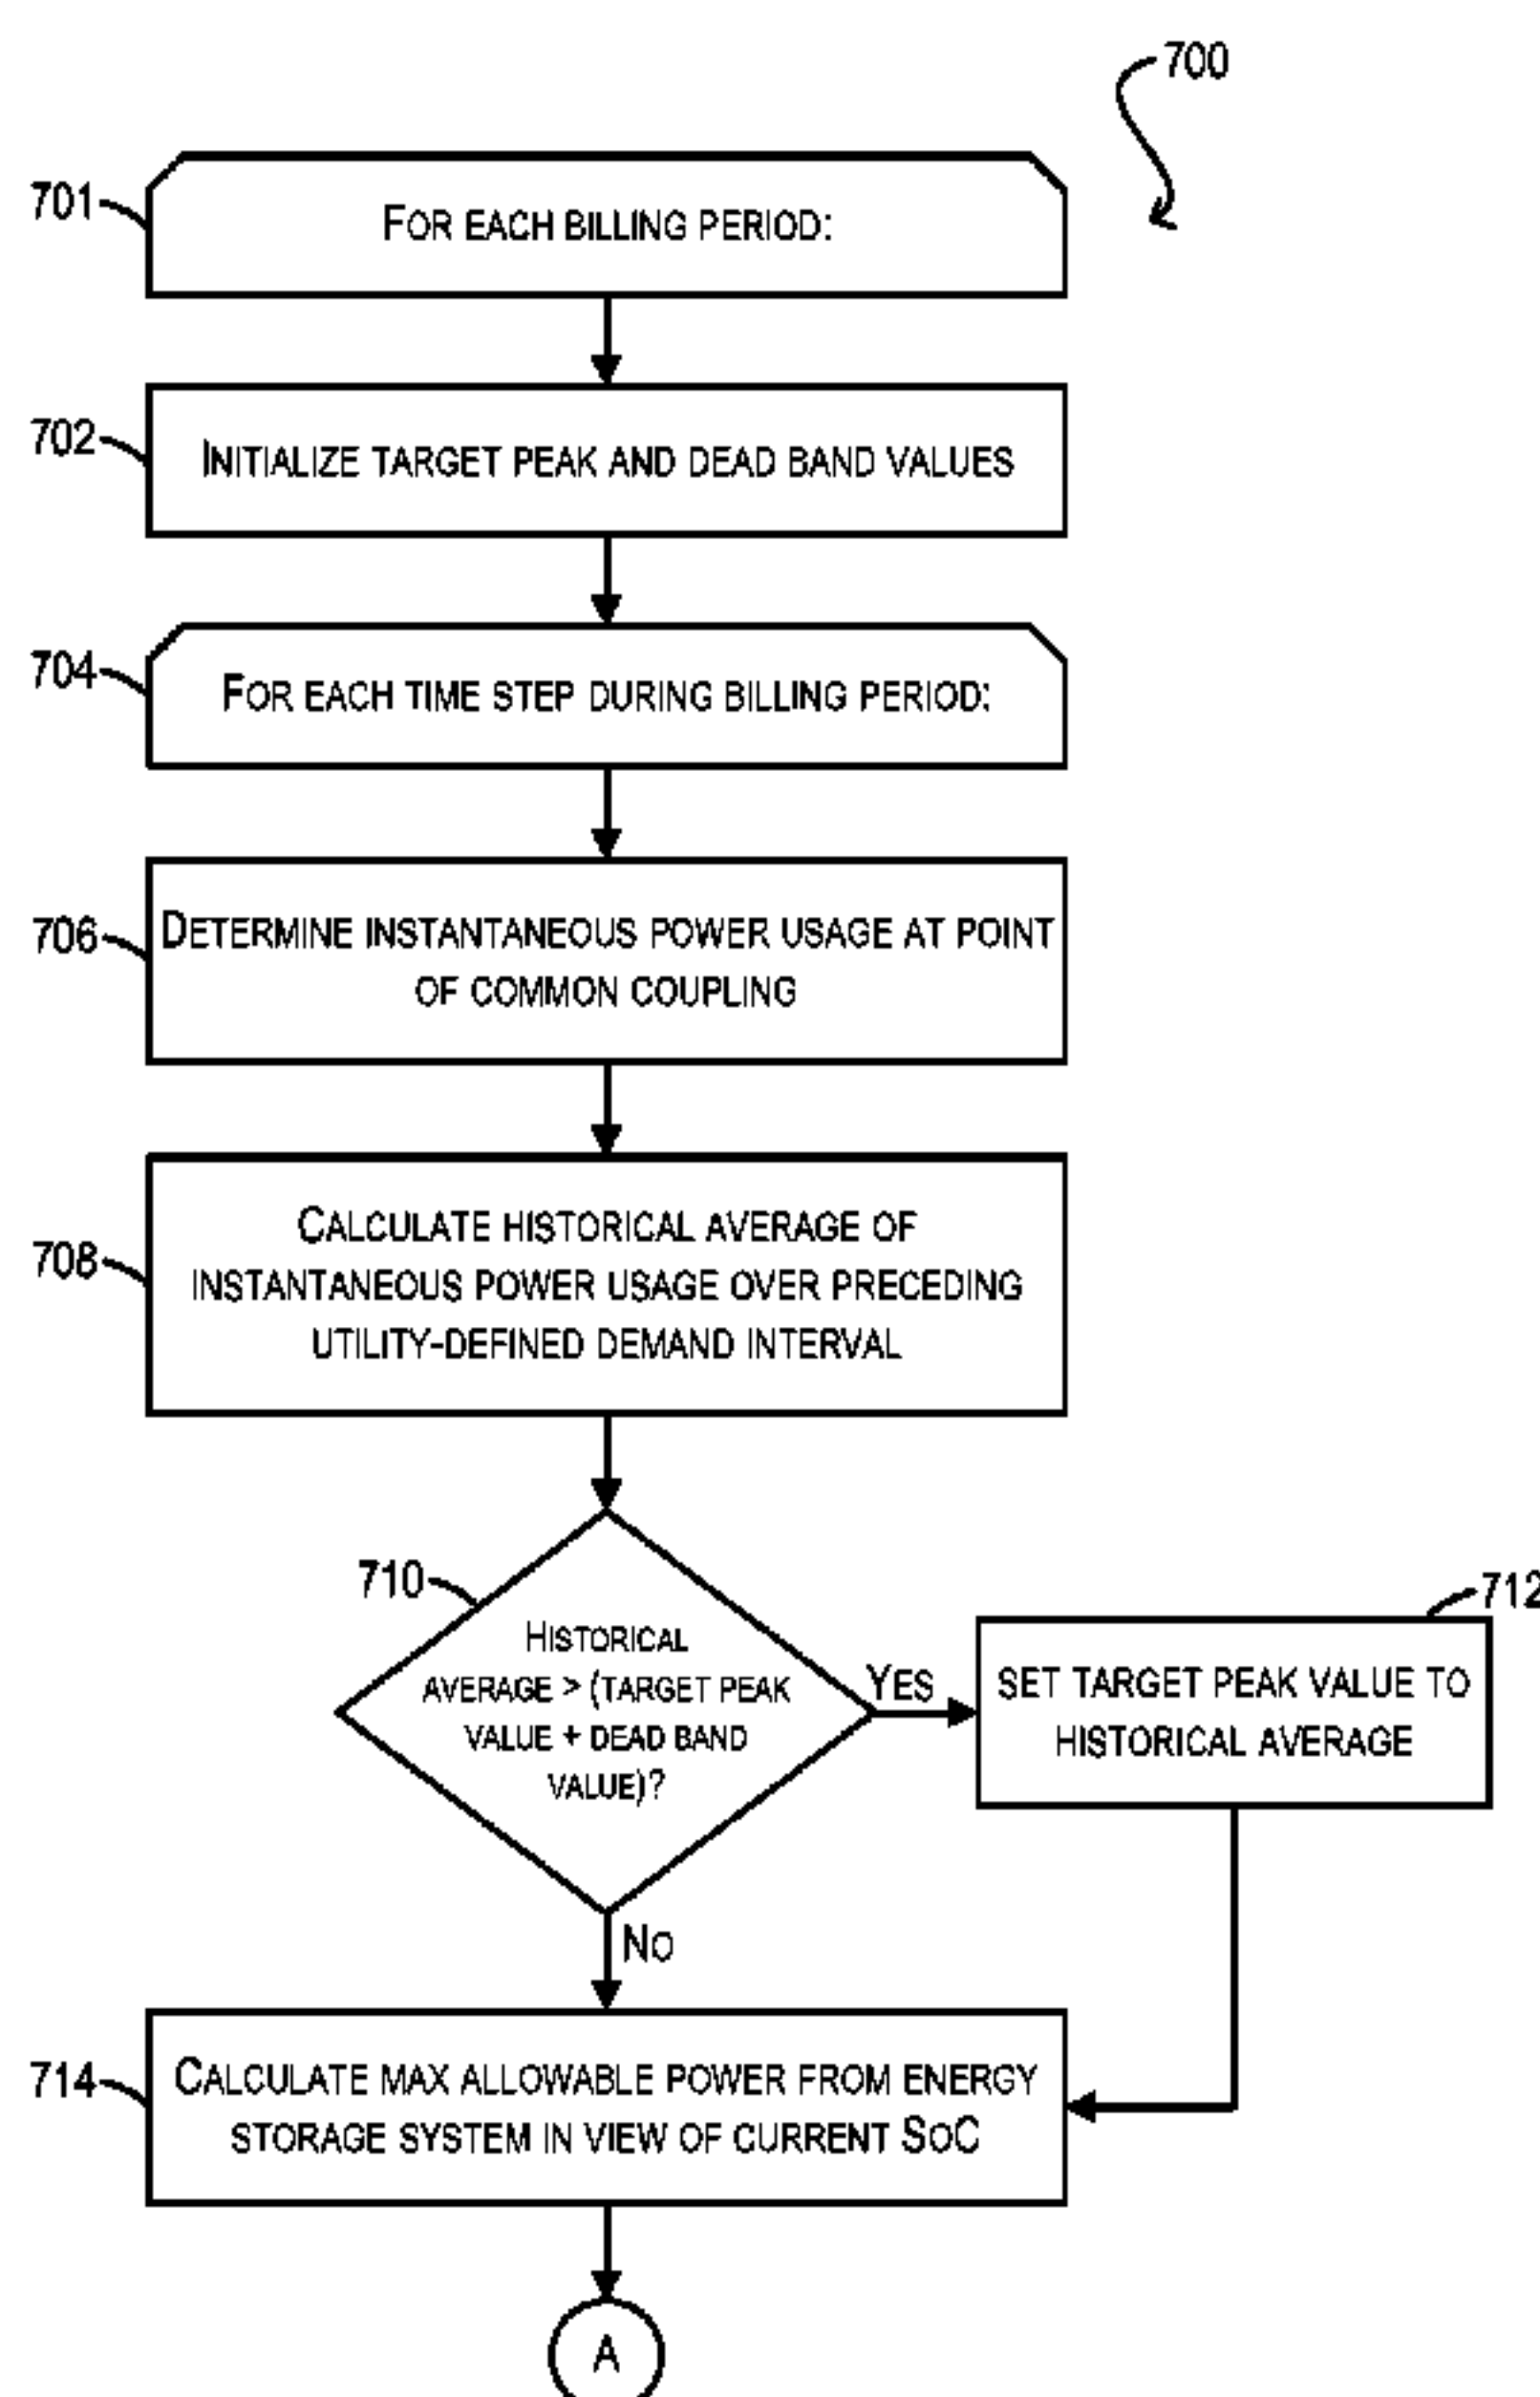 700
701
FOR EACH BILLING PERIOD:
702
INITIALIZE TARGET PEAK AND DEAD BAND VALUES
704
FOR EACH TIME STEP DURING BILLING PERIOD:
706
DETERMINE INSTANTANEOUS POWER USAGE AT POINT
OF COMMON COUPLING
708
CALCULATE HISTORICAL AVERAGE OF
INSTANTANEOUS POWER USAGE OVER PRECEDING
UTILITY-DEFINED DEMAND INTERVAL
710
HISTORICAL
AVERAGE > (TARGET PEAK
VALUE + DEAD BAND
VALUE)?
YES
712
SET TARGET PEAK VALUE TO
HISTORICAL AVERAGE
NO
714
CALCULATE MAX ALLOWABLE POWER FROM ENERGY
STORAGE SYSTEM IN VIEW OF CURRENT SOC
A